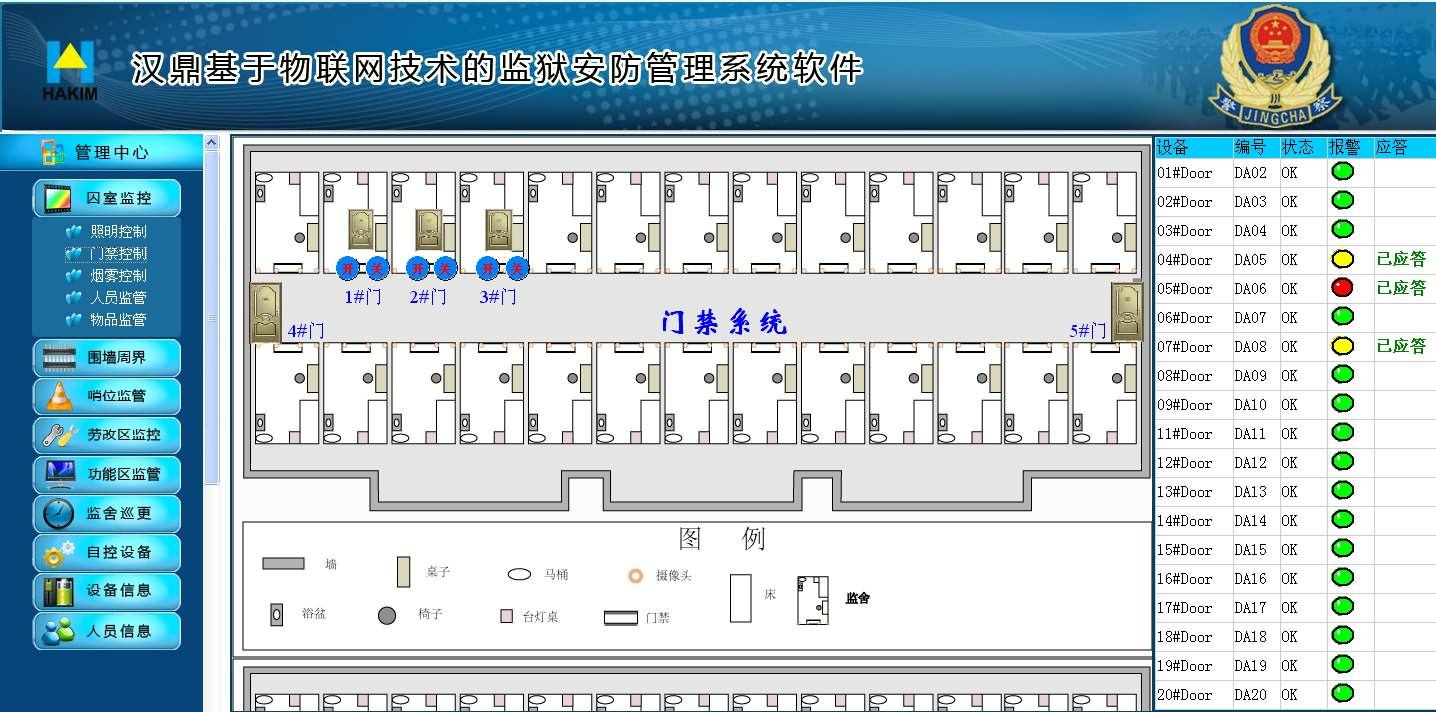 HAKIM
汉鼎基于物联网技术的监狱安防管理系统软件
警 JINGCHA 察
管理中心
囚室监控
照明控制
门禁控制
烟雾控制
人员监管
物品监管
围墙周界
哨位监管
劳改区监控
功能区监管
监舍巡更
自控设备
设备信息
人员信息
开 关 开 关 开 关
1#门 2#门 3#门
4#门 门禁系统 5#门
图 例
墙 桌子 马桶 摄像头 床 监舍
浴盆 椅子 台灯桌 门禁
设备 编号 状态 报警 应答
01#Door DA02 OK
02#Door DA03 OK
03#Door DA04 OK
04#Door DA05 OK 已应答
05#Door DA06 OK 已应答
06#Door DA07 OK
07#Door DA08 OK 已应答
08#Door DA09 OK
09#Door DA10 OK
11#Door DA11 OK
12#Door DA12 OK
13#Door DA13 OK
14#Door DA14 OK
15#Door DA15 OK
16#Door DA16 OK
17#Door DA17 OK
18#Door DA18 OK
19#Door DA19 OK
20#Door DA20 OK